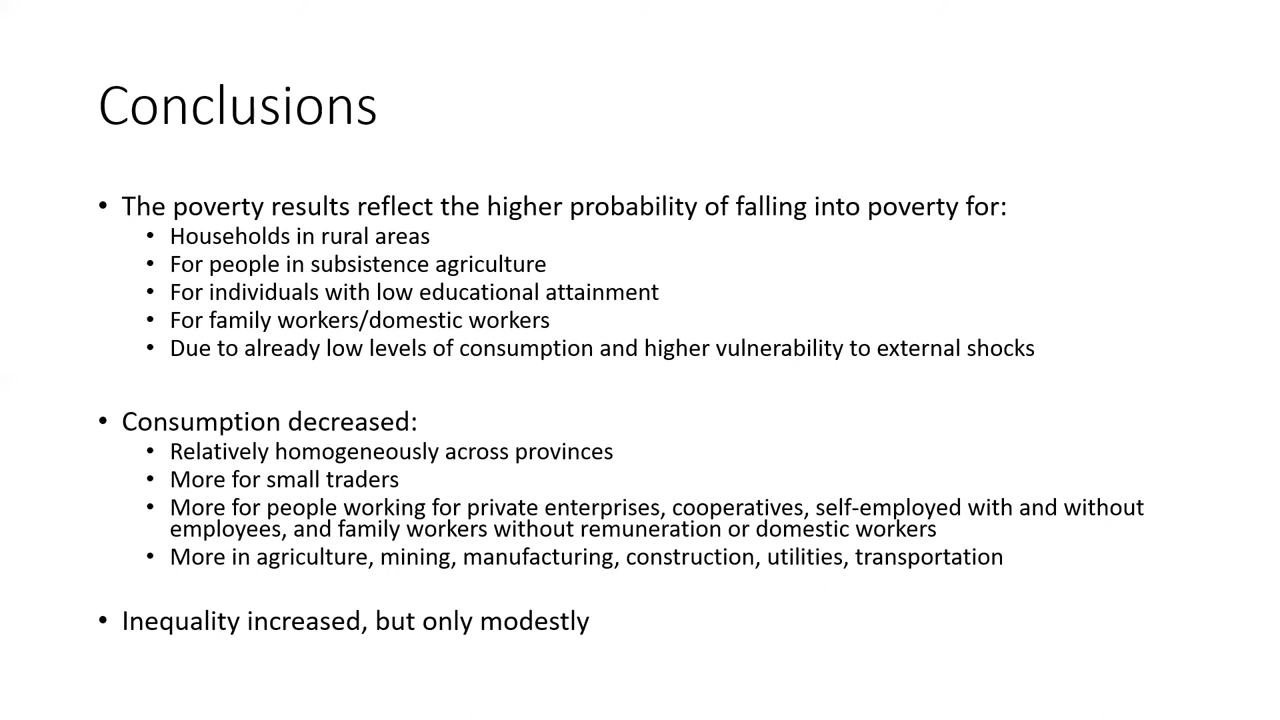 Conclusions
• The poverty results reflect the higher probability of falling into poverty for:
• Households in rural areas
• For people in subsistence agriculture
• For individuals with low educational attainment
• For family workers/domestic workers
• Due to already low levels of consumption and higher vulnerability to external shocks
• Consumption decreased:
• Relatively homogeneously across provinces
• More for small traders
• More for people working for private enterprises, cooperatives, self-employed with and without
employees, and family workers without remuneration or domestic workers
• More in agriculture, mining, manufacturing, construction, utilities, transportation
• Inequality increased, but only modestly